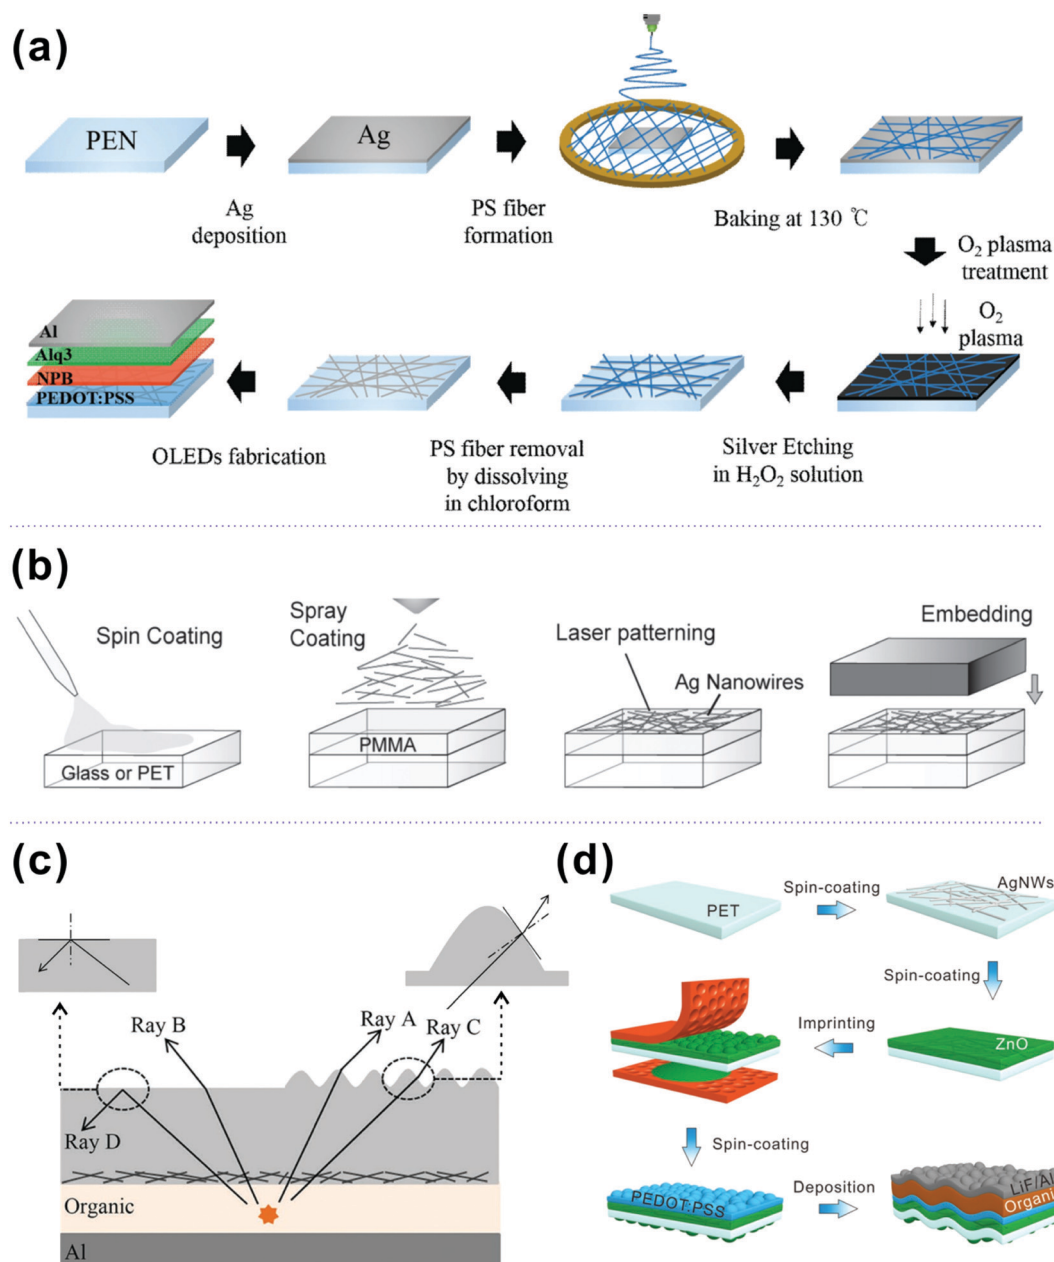 (a)
PEN
Ag
Ag
deposition
PS fiber
formation
Baking at 130 ℃
O₂ plasma
treatment
O₂
plasma
Al
Alq3
NPB
PEDOT:PSS
OLEDs fabrication
PS fiber removal
by dissolving
in chloroform
Silver Etching
in H₂O₂ solution
(b)
Spin Coating
Glass or PET
Spray
Coating
PMMA
Laser patterning
Ag Nanowires
Embedding
(c)
Ray B
Ray A
Ray C
Ray D
Organic
Al
(d)
PET
Spin-coating
AgNWs
Spin-coating
Imprinting
ZnO
Spin-coating
PEDOT:PSS
Deposition
LiF/Al
Organic